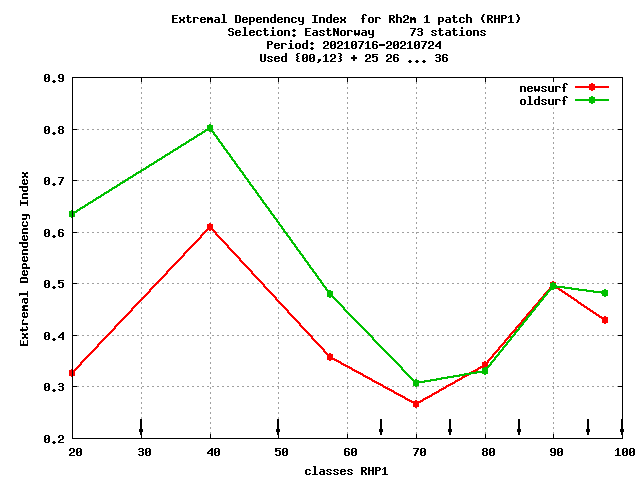 Extremal Dependency Index  for Rh2m 1 patch (RHP1)
Selection: EastNorway     73 stations
Period: 20210716-20210724
Used {00,12} + 25 26 ... 36
newsurf
oldsurf
Extremal Dependency Index
0.9
0.8
0.7
0.6
0.5
0.4
0.3
0.2
20 30 40 50 60 70 80 90 100
classes RHP1